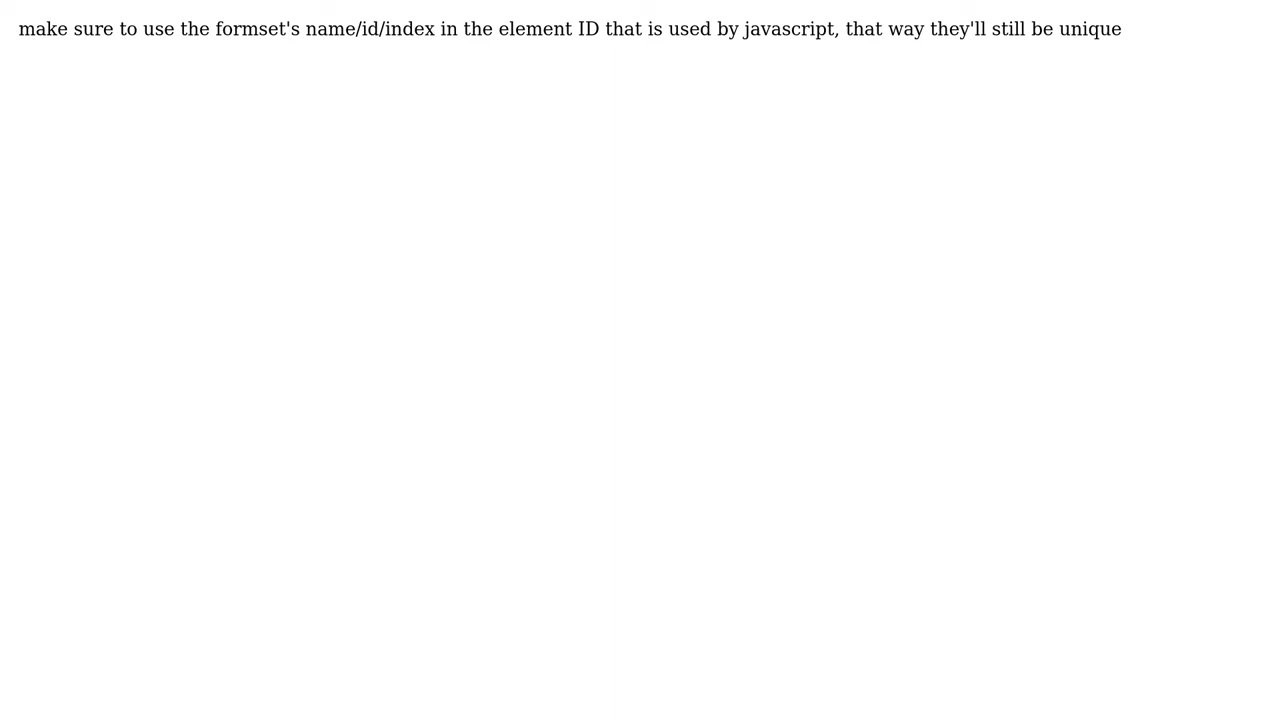 make sure to use the formset's name/id/index in the element ID that is used by javascript, that way they'll still be unique